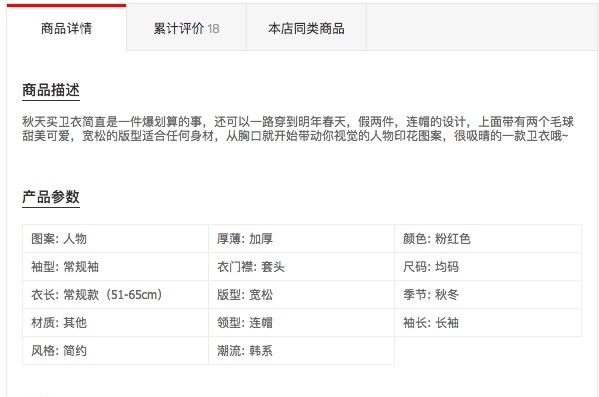 商品详情 累计评价 18 本店同类商品
商品描述
秋天买卫衣简直是一件爆划算的事，还可以一路穿到明年春天，假两件，连帽的设计，上面带有两个毛球
甜美可爱，宽松的版型适合任何身材，从胸口就开始带动你视觉的人物印花图案，很吸晴的一款卫衣哦~
产品参数
图案: 人物 厚薄: 加厚 颜色: 粉红色
袖型: 常规袖 衣门襟: 套头 尺码: 均码
衣长: 常规款（51-65cm） 版型: 宽松 季节: 秋冬
材质: 其他 领型: 连帽 袖长: 长袖
风格: 简约 潮流: 韩系